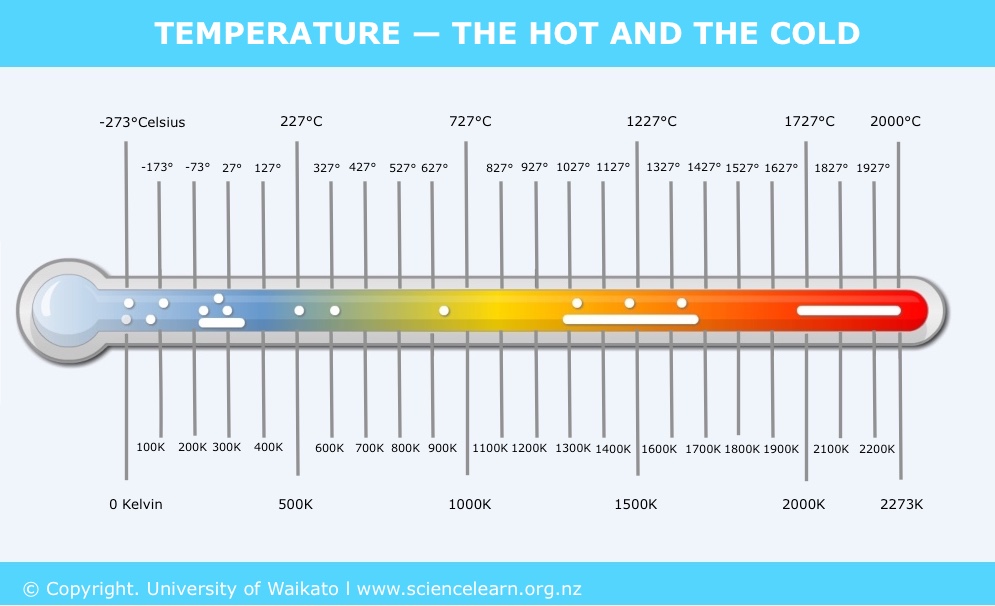 TEMPERATURE — THE HOT AND THE COLD
-273°Celsius 227°C 727°C 1227°C 1727°C 2000°C
-173° -73° 27° 127° 327° 427° 527° 627° 827° 927° 1027° 1127° 1327° 1427° 1527° 1627° 1827° 1927°
100K 200K 300K 400K 600K 700K 800K 900K 1100K 1200K 1300K 1400K 1600K 1700K 1800K 1900K 2100K 2200K
0 Kelvin 500K 1000K 1500K 2000K 2273K
© Copyright. University of Waikato l www.sciencelearn.org.nz